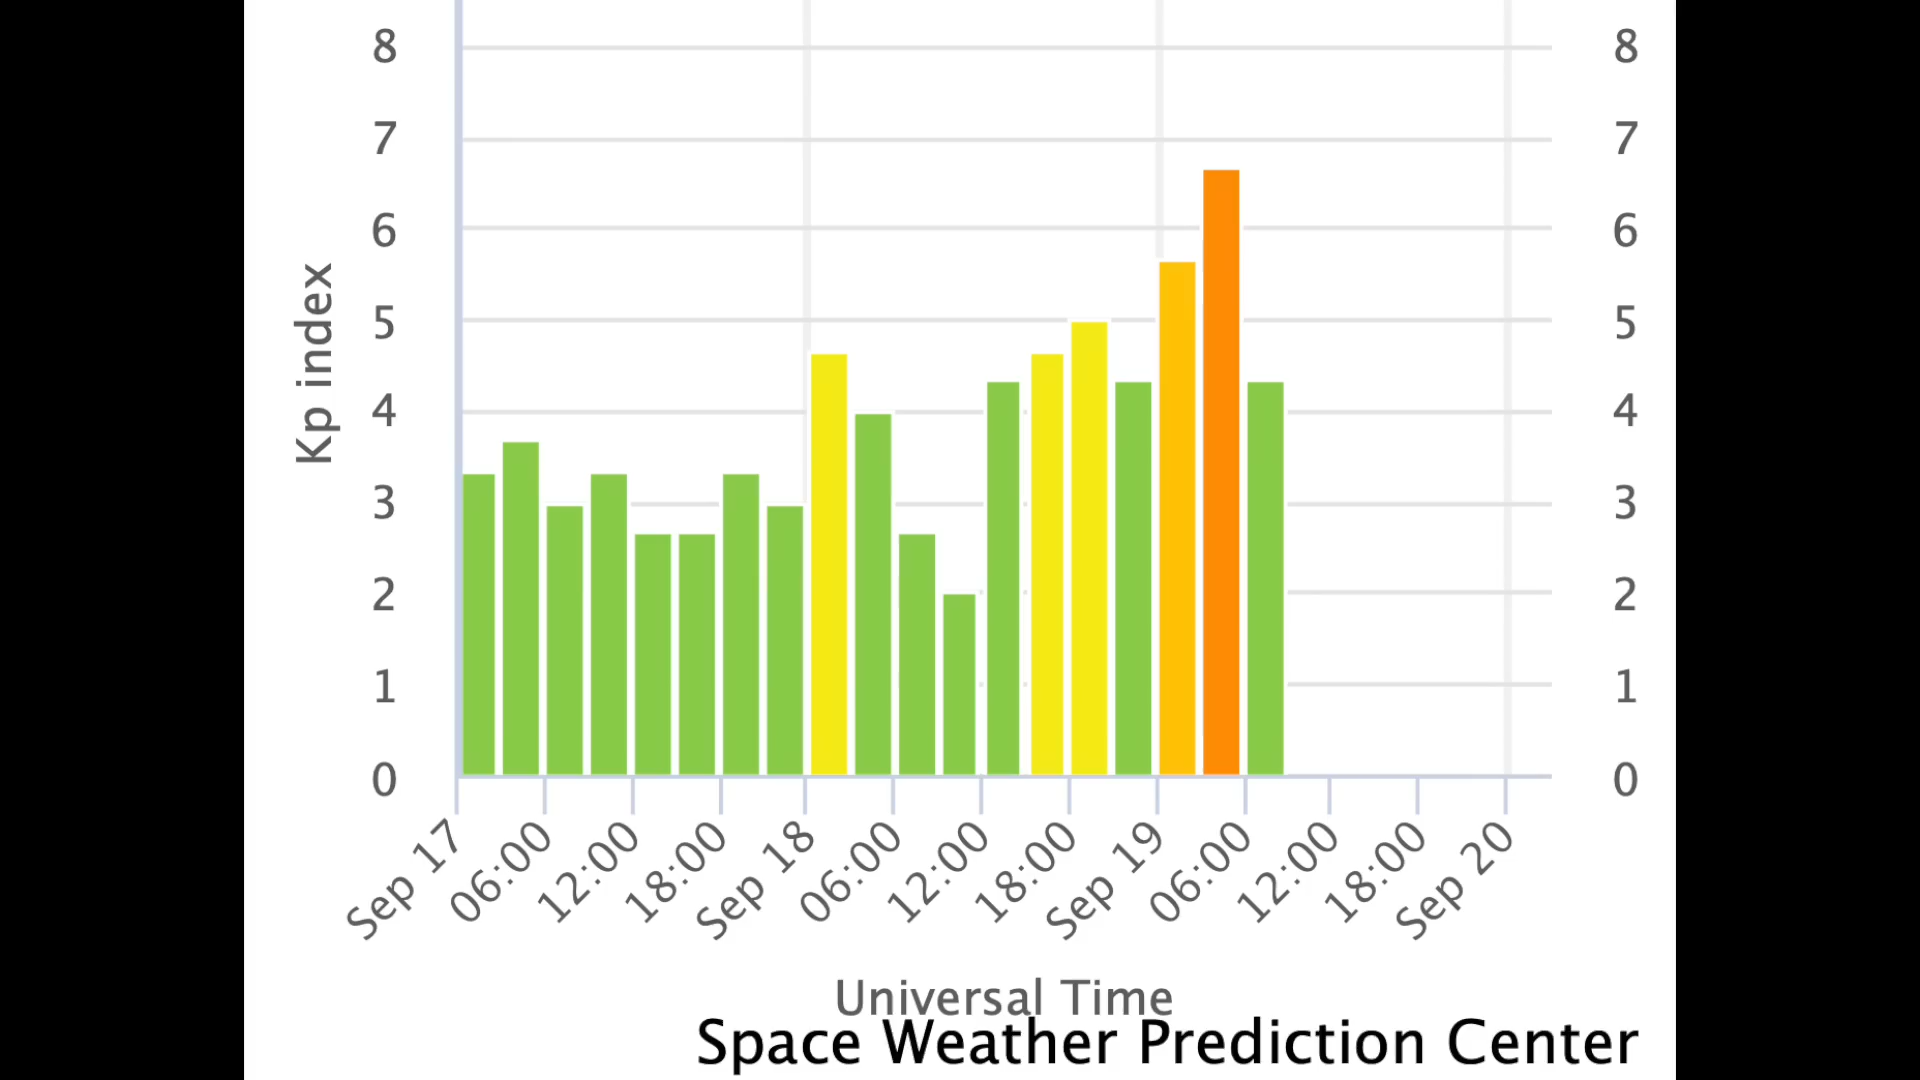 8 8
7 7
6 6
5 5
4 4
3 3
2 2
1 1
0 0
Kp index
Sep 17 06:00 12:00 18:00 Sep 18 06:00 12:00 18:00 Sep 19 06:00 12:00 18:00 Sep 20
Universal Time
Space Weather Prediction Center